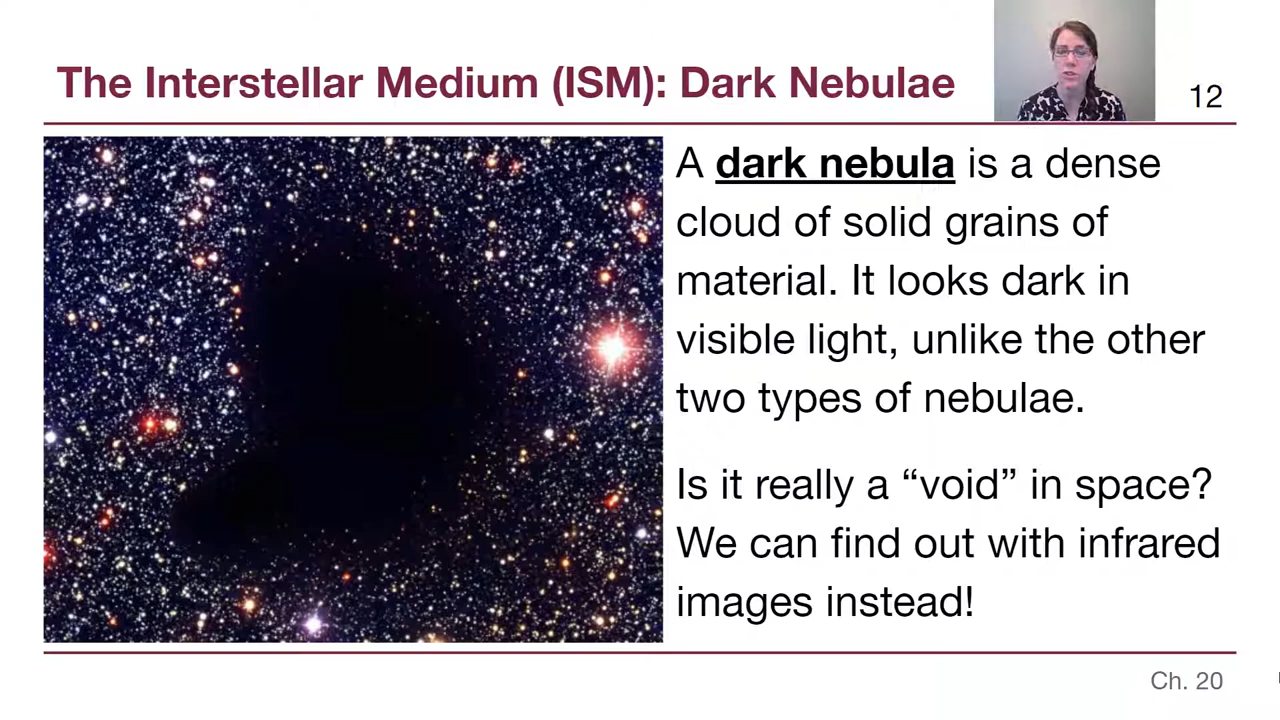 The Interstellar Medium (ISM): Dark Nebulae
12
A dark nebula is a dense
cloud of solid grains of
material. It looks dark in
visible light, unlike the other
two types of nebulae.
Is it really a “void” in space?
We can find out with infrared
images instead!
Ch. 20